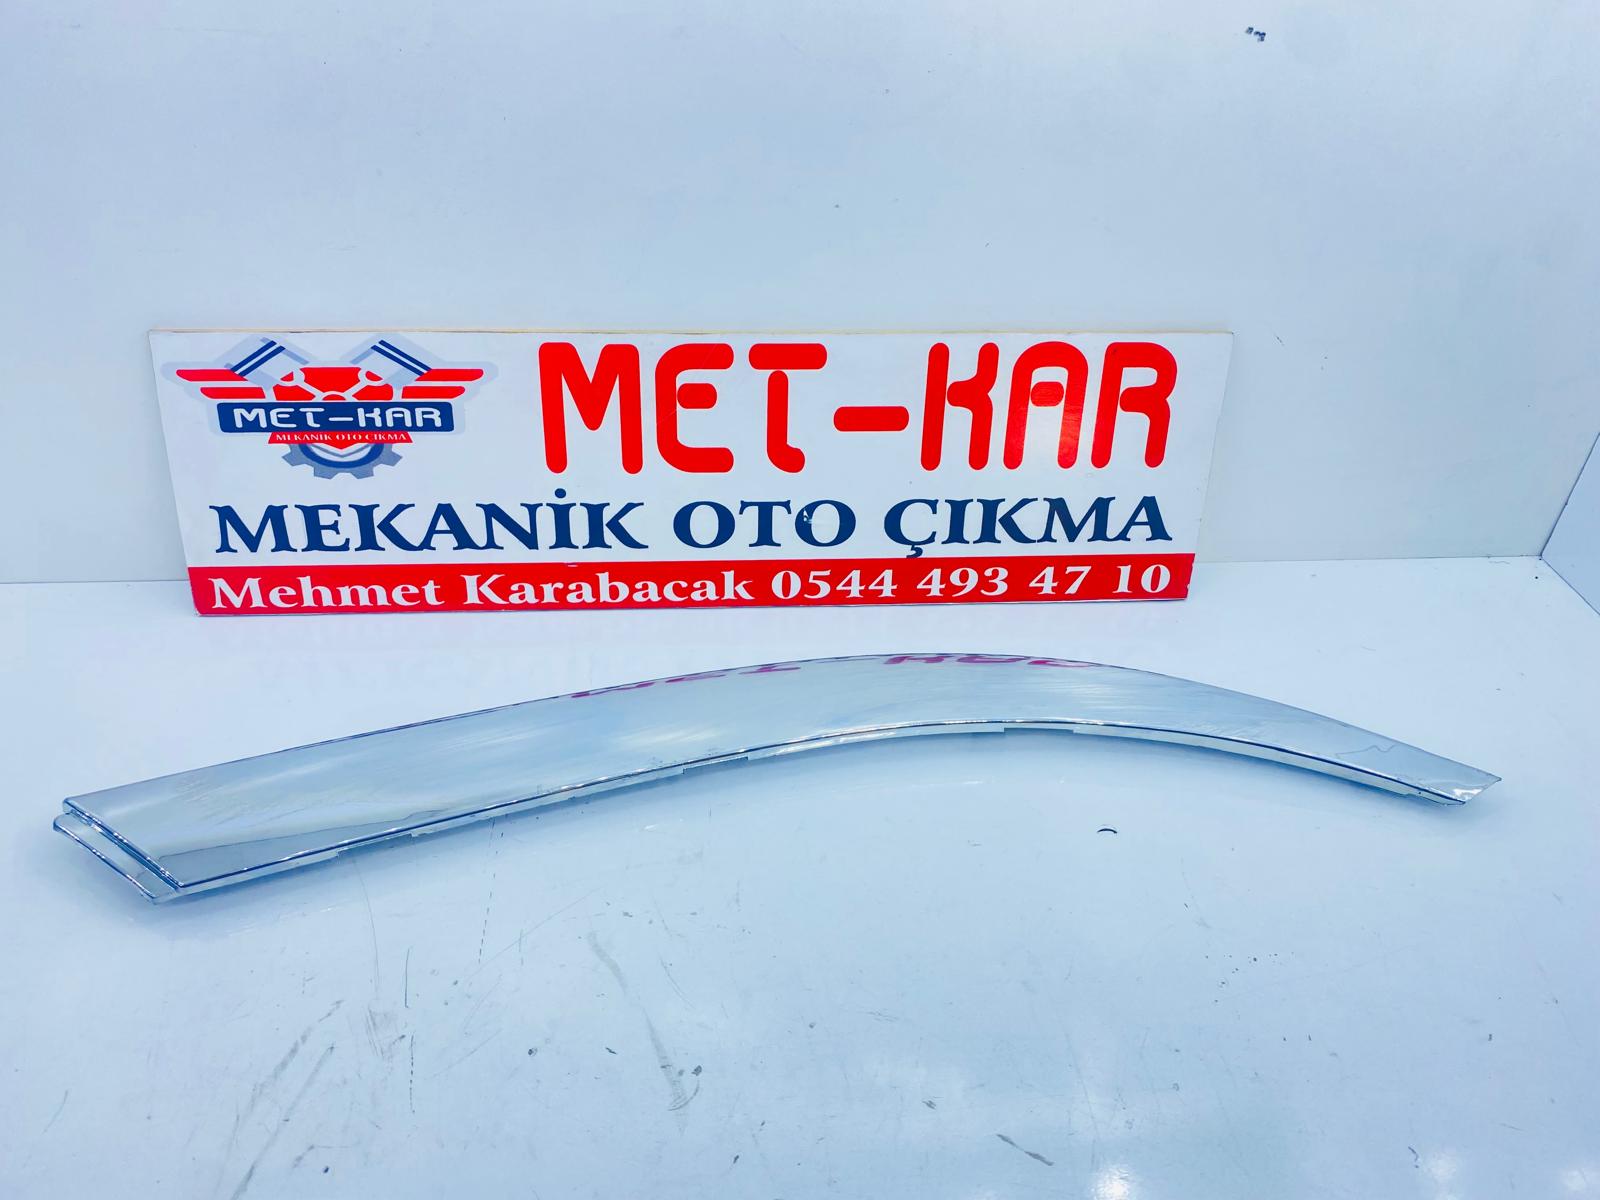 MET-KAR
MEKANİK OTO ÇIKMA
MET-KAR
MEKANİK OTO ÇIKMA
Mehmet Karabacak 0544 493 47 10